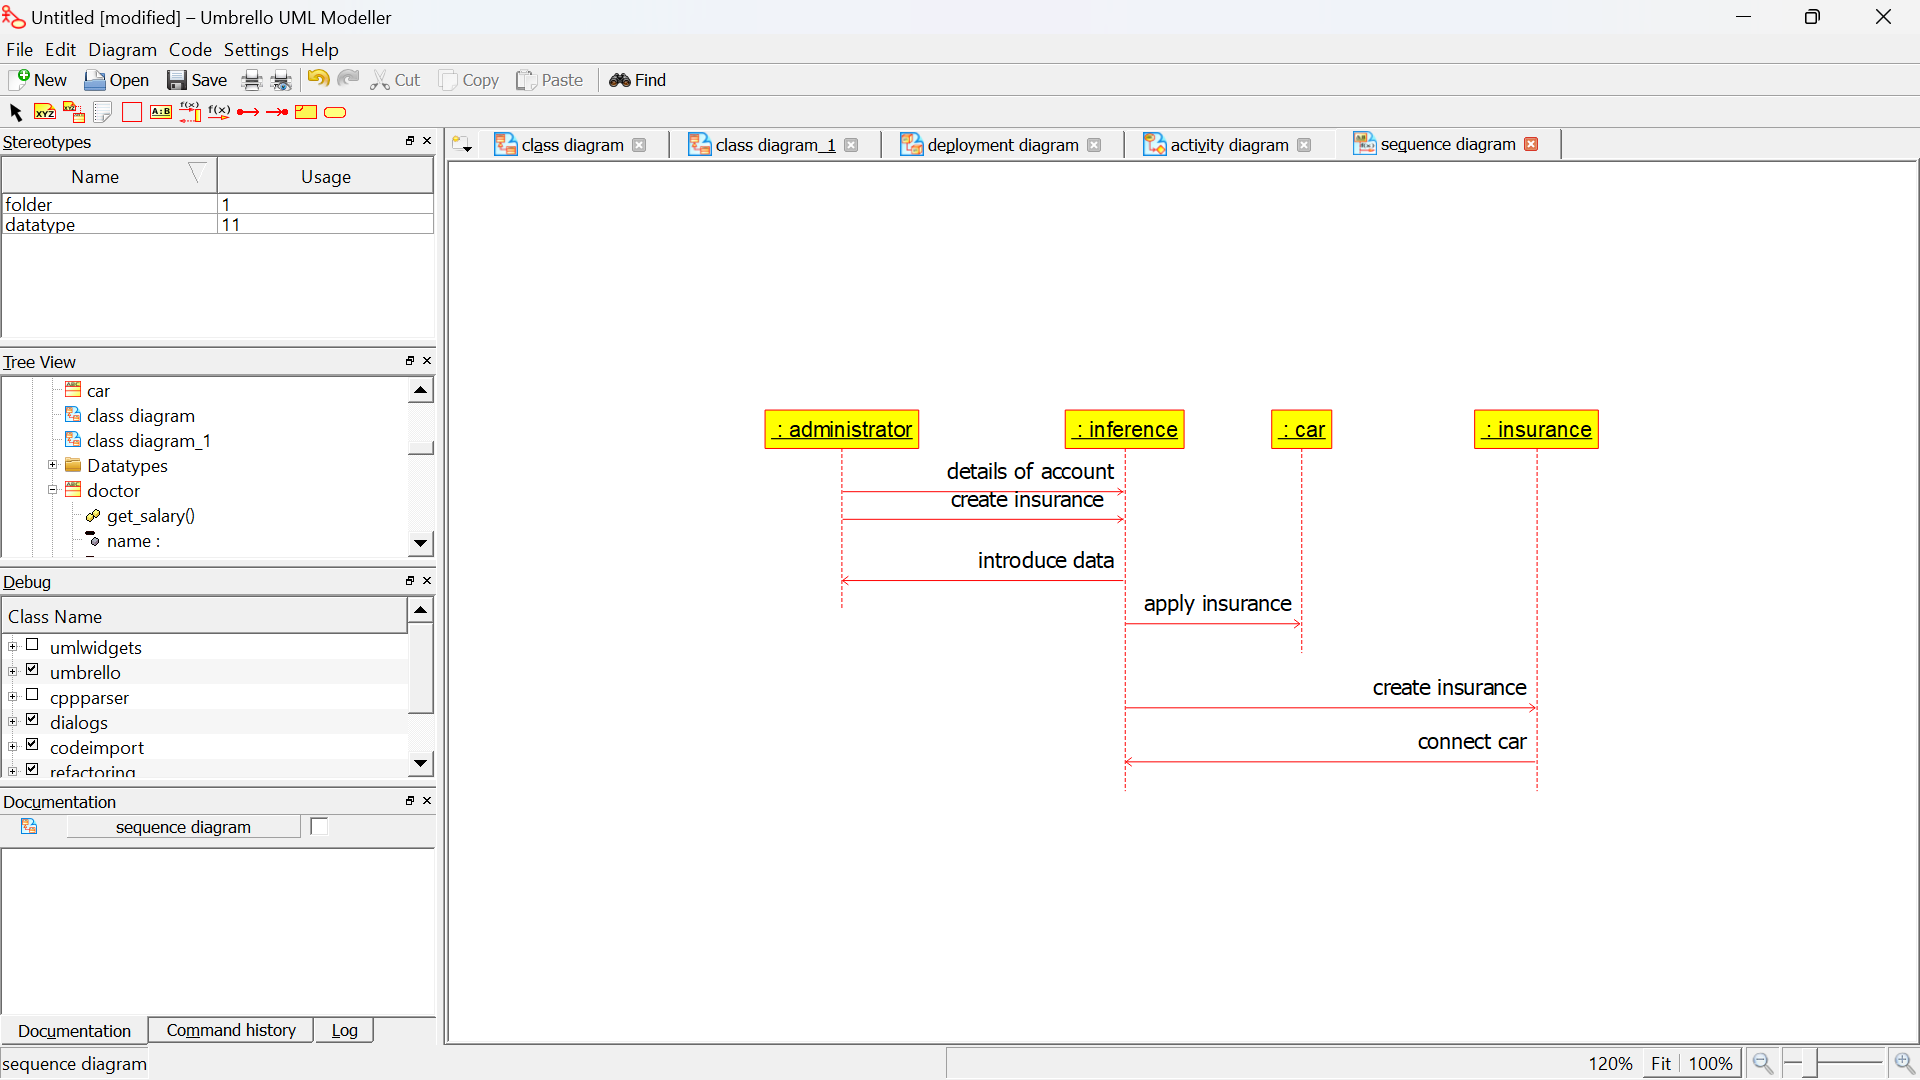 Untitled [modified] – Umbrello UML Modeller
File Edit Diagram Code Settings Help
New Open Save Cut Copy Paste Find
XYZ XYZ A:B f(x) f(x)
Stereotypes
Name Usage
folder 1
datatype 11
Tree View
car
class diagram
class diagram_1
Datatypes
doctor
get_salary()
name :
Debug
Class Name
umlwidgets
umbrello
cppparser
dialogs
codeimport
refactoring
Documentation
sequence diagram
Documentation Command history Log
sequence diagram
class diagram class diagram_1 deployment diagram activity diagram sequence diagram
: administrator : inference : car : insurance
details of account
create insurance
introduce data
apply insurance
create insurance
connect car
120% Fit 100%